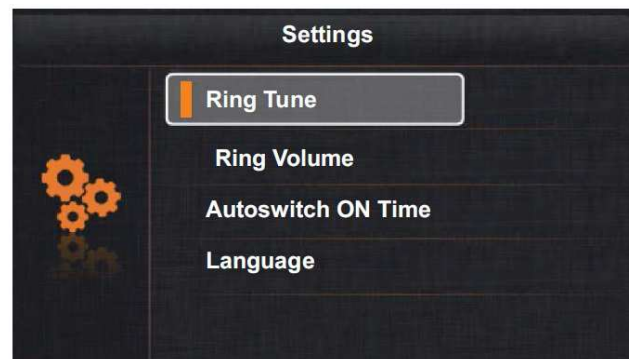 Settings
Ring Tune
Ring Volume
Autoswitch ON Time
Language